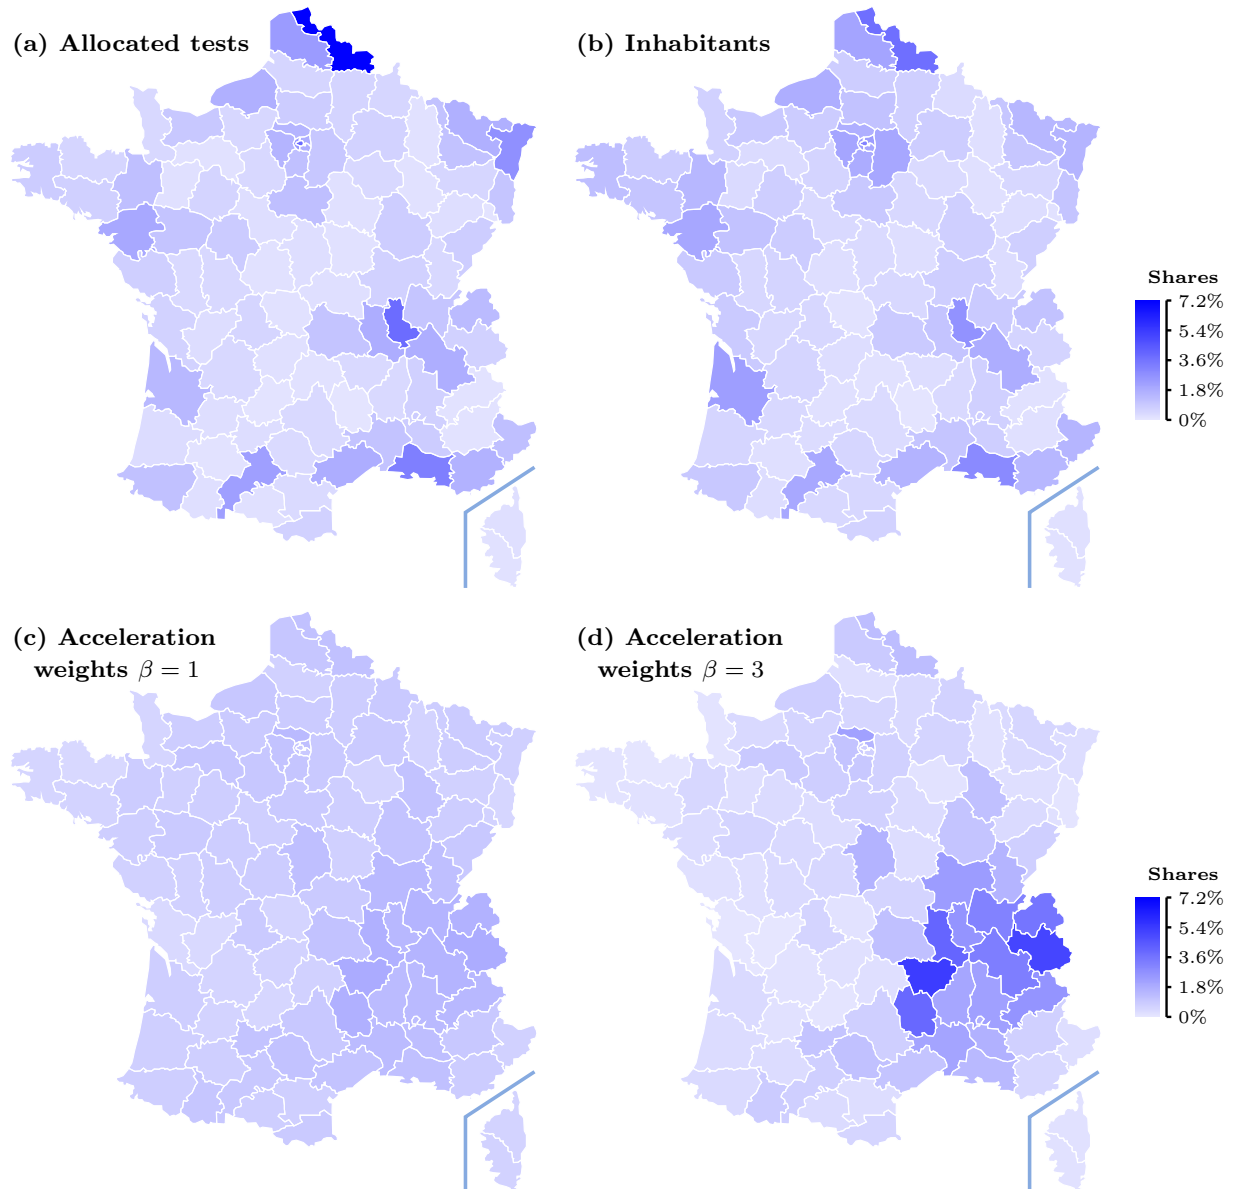 (a) Allocated tests
(b) Inhabitants
Shares
7.2%
5.4%
3.6%
1.8%
0%
(c) Acceleration
weights β = 1
(d) Acceleration
weights β = 3
Shares
7.2%
5.4%
3.6%
1.8%
0%